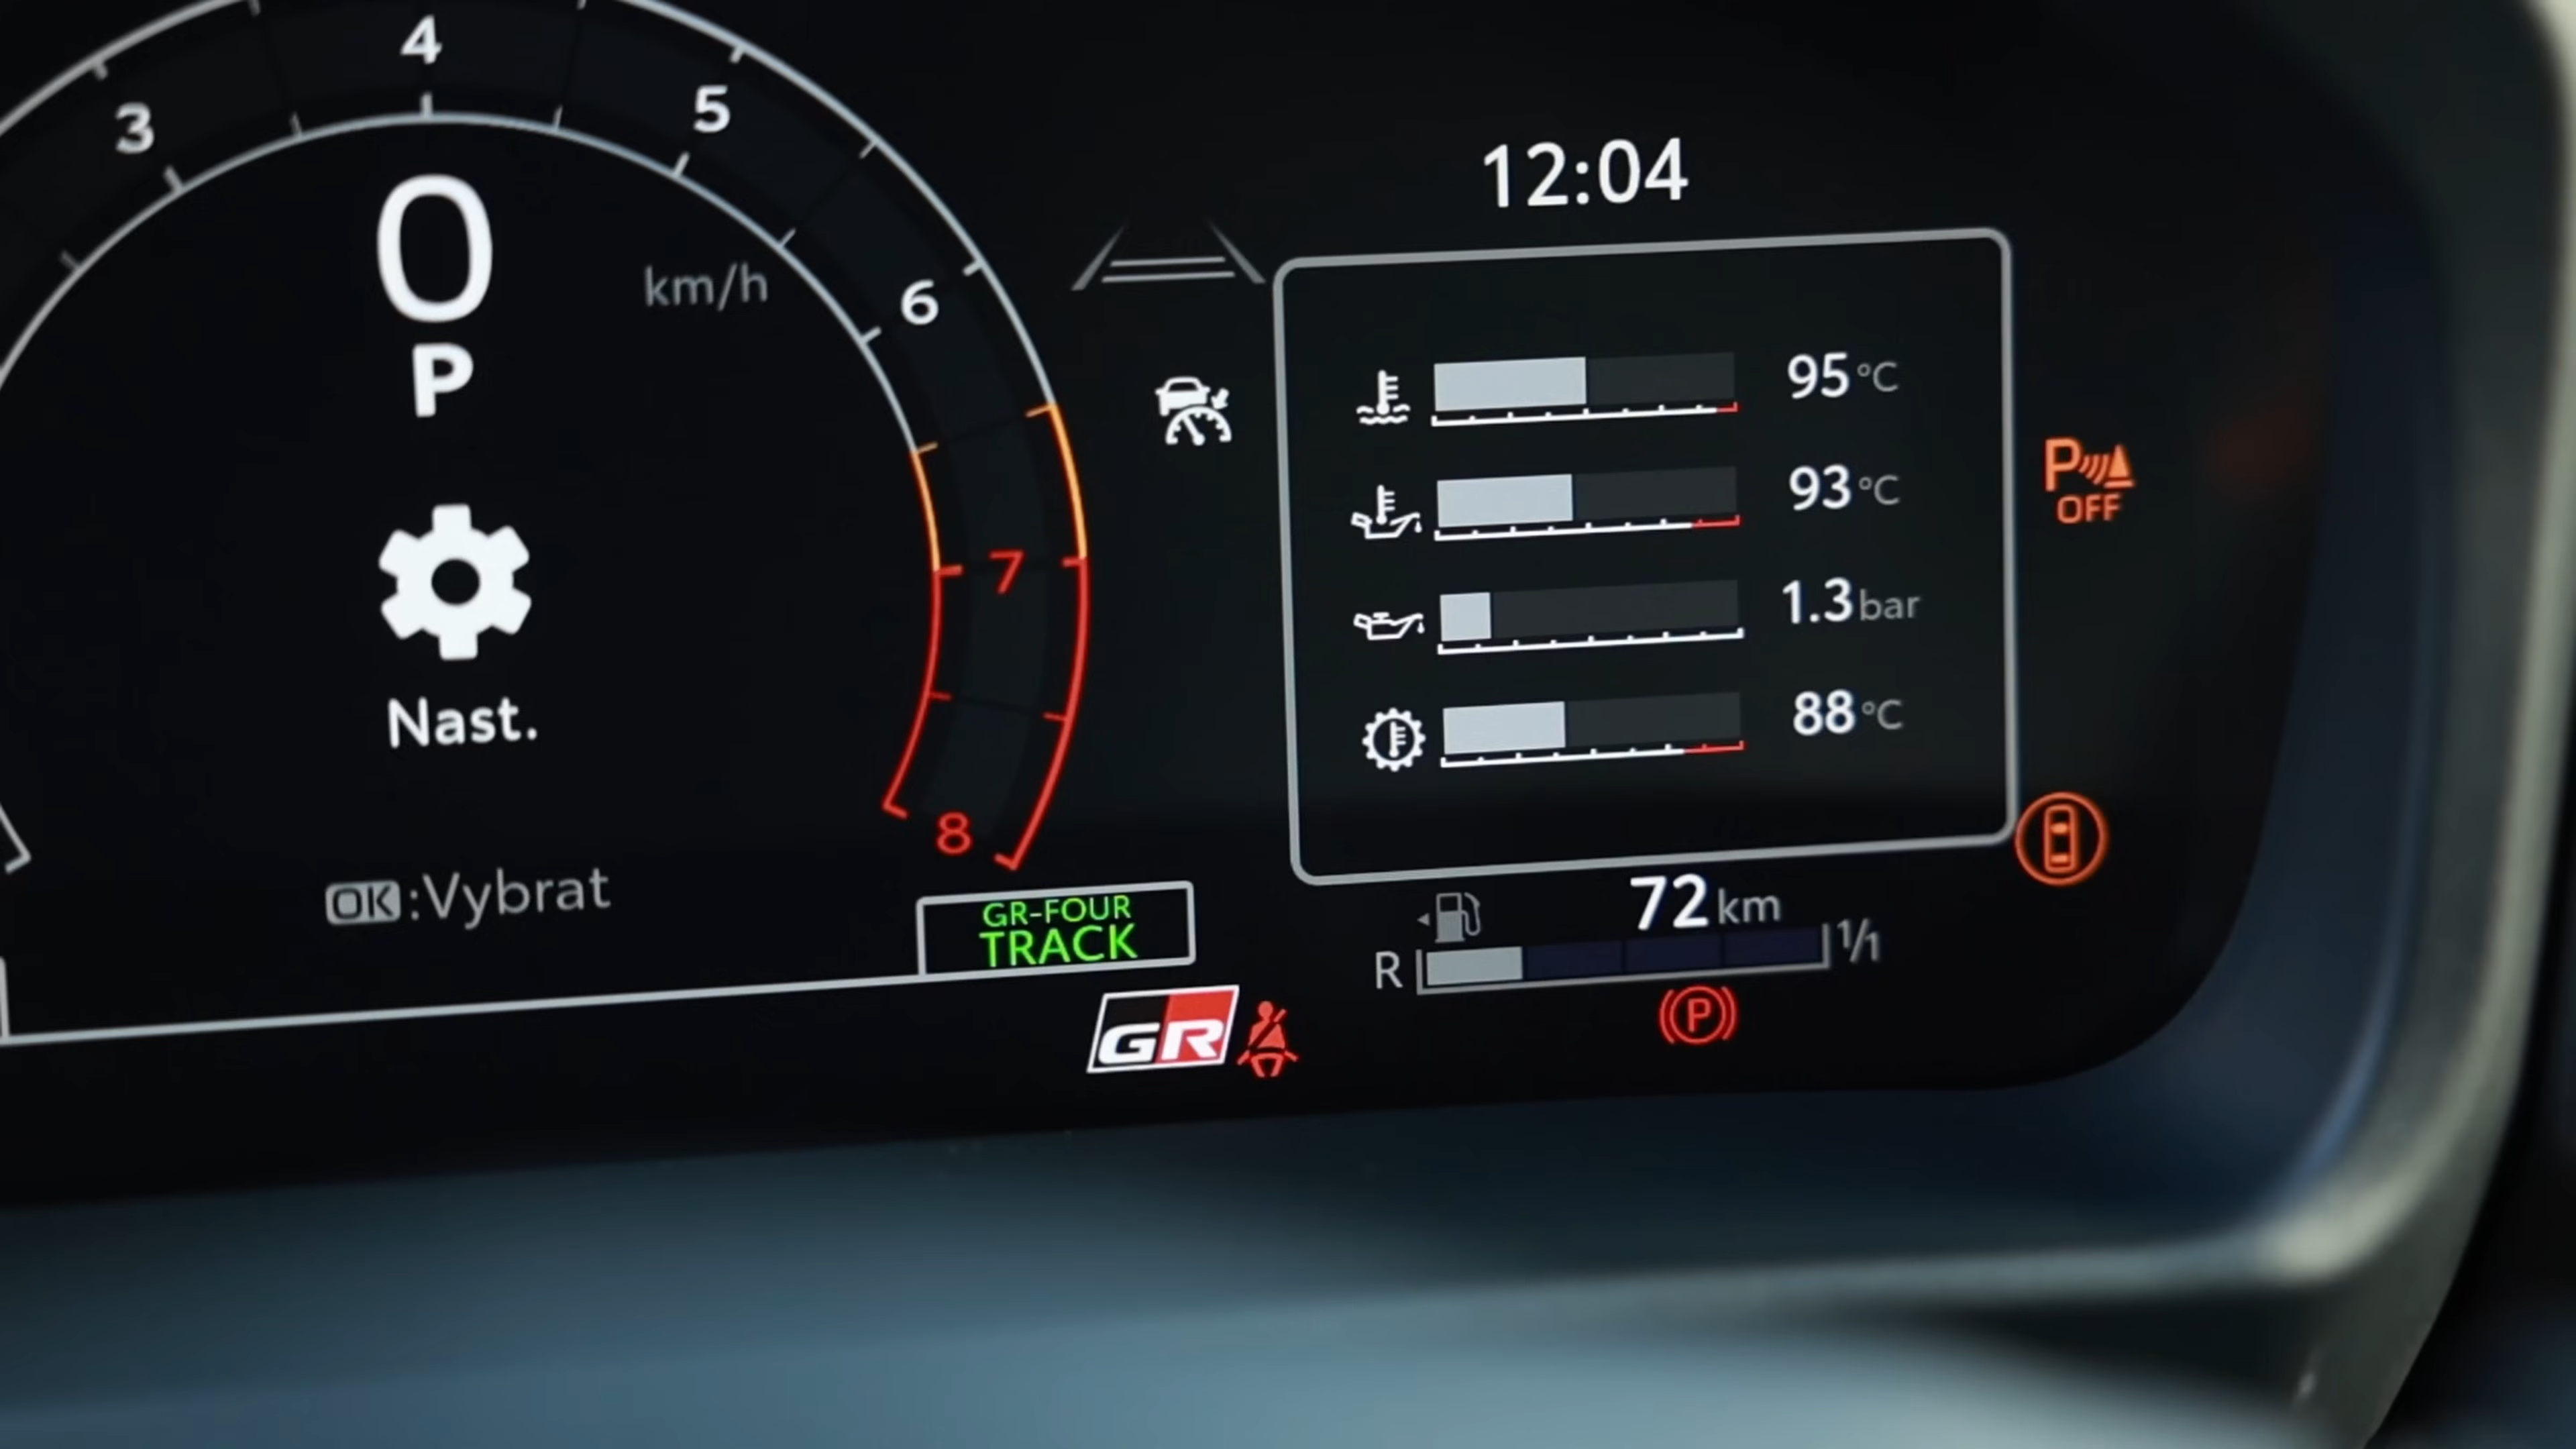 3
4
5
6
7
8
0
km/h
P
Nast.
OK:Vybrat
12:04
95 °C
93 °C
1.3 bar
88 °C
P
OFF
GR-FOUR
TRACK
72 km
R 1/1
GR
P